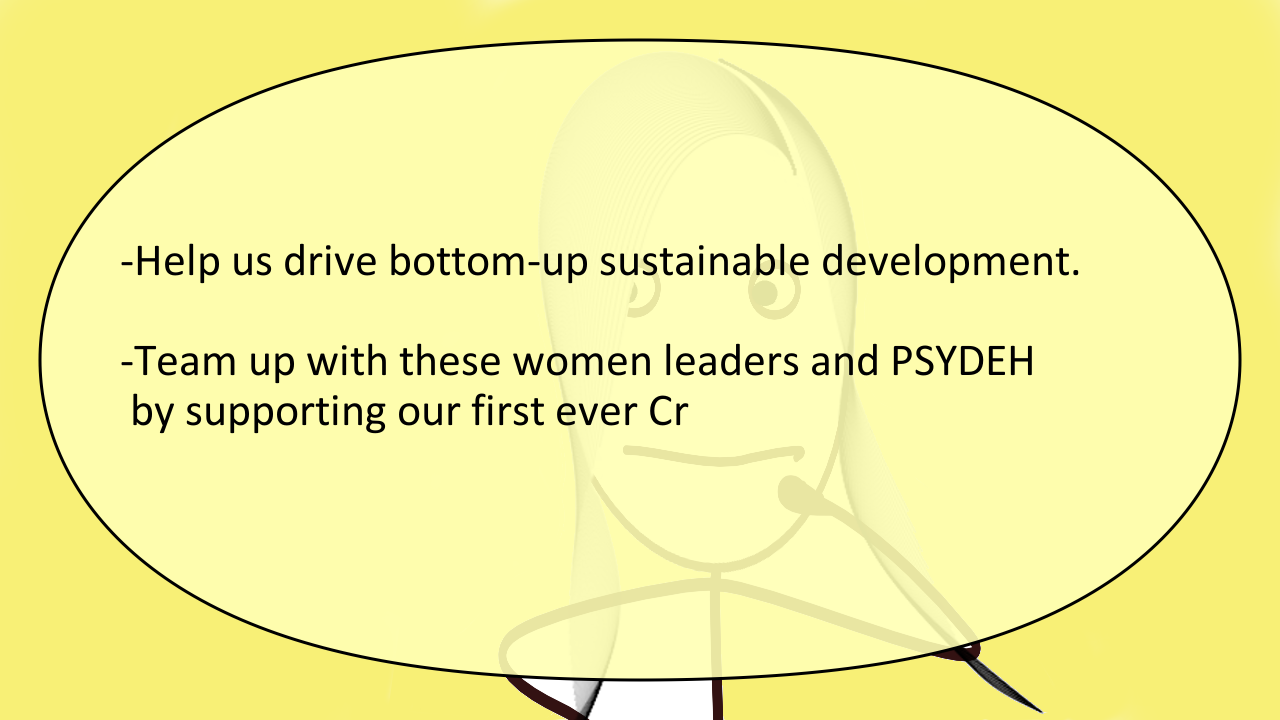 -Help us drive bottom-up sustainable development.
-Team up with these women leaders and PSYDEH
by supporting our first ever Cr